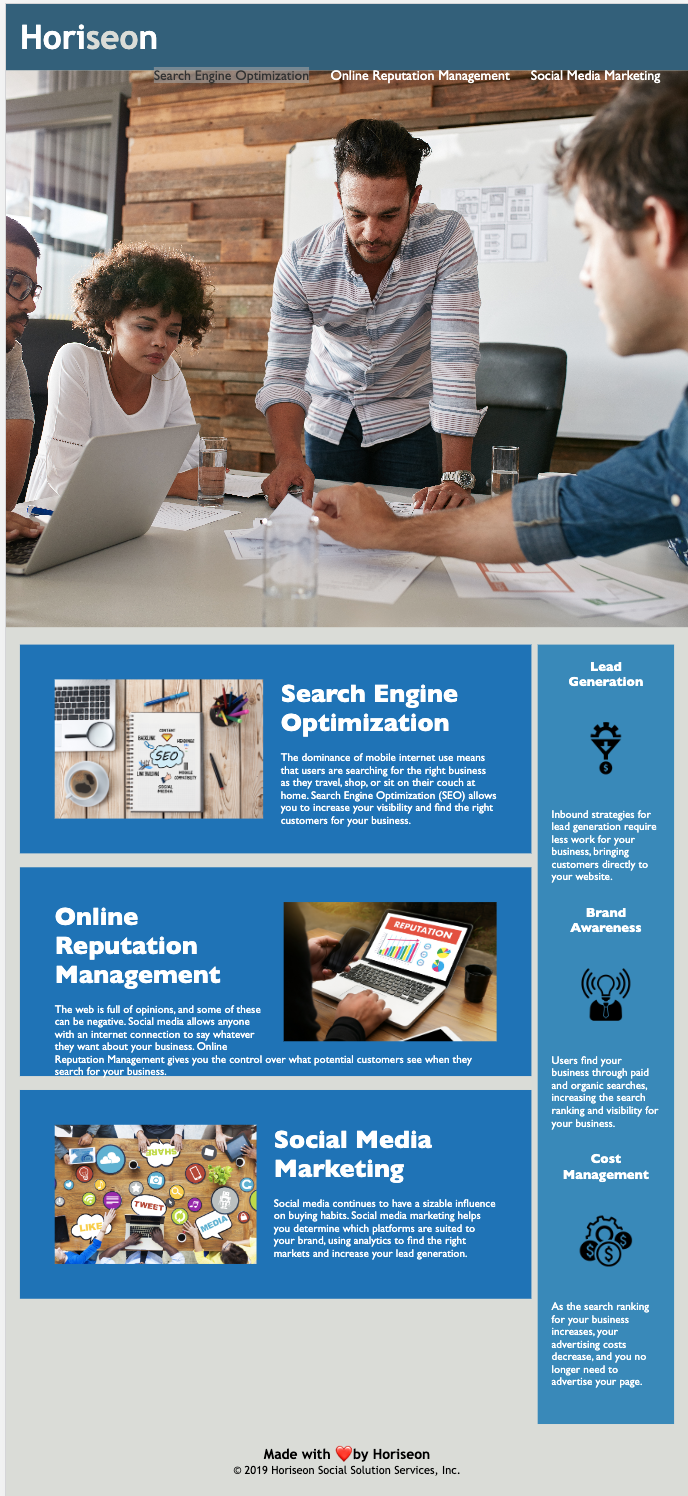 Horiseon
Search Engine Optimization Online Reputation Management Social Media Marketing
CONTENT
BACKLINK
KEYWORDS
SEO
LINK BUILDING
MOBILE
COMPATIBILITY
SOCIAL
MEDIA
Search Engine
Optimization
The dominance of mobile internet use means
that users are searching for the right business
as they travel, shop, or sit on their couch at
home. Search Engine Optimization (SEO) allows
you to increase your visibility and find the right
customers for your business.
Online
Reputation
Management
The web is full of opinions, and some of these
can be negative. Social media allows anyone
with an internet connection to say whatever
they want about your business. Online
Reputation Management gives you the control over what potential customers see when they
search for your business.
REPUTATION
SHARE
TWEET
LIKE
MEDIA
Social Media
Marketing
Social media continues to have a sizable influence
on buying habits. Social media marketing helps
you determine which platforms are suited to
your brand, using analytics to find the right
markets and increase your lead generation.
Lead
Generation
$
Inbound strategies for
lead generation require
less work for your
business, bringing
customers directly to
your website.
Brand
Awareness
Users find your
business through paid
and organic searches,
increasing the search
ranking and visibility for
your business.
Cost
Management
$ $ $
As the search ranking
for your business
increases, your
advertising costs
decrease, and you no
longer need to
advertise your page.
Made with ❤️by Horiseon
© 2019 Horiseon Social Solution Services, Inc.